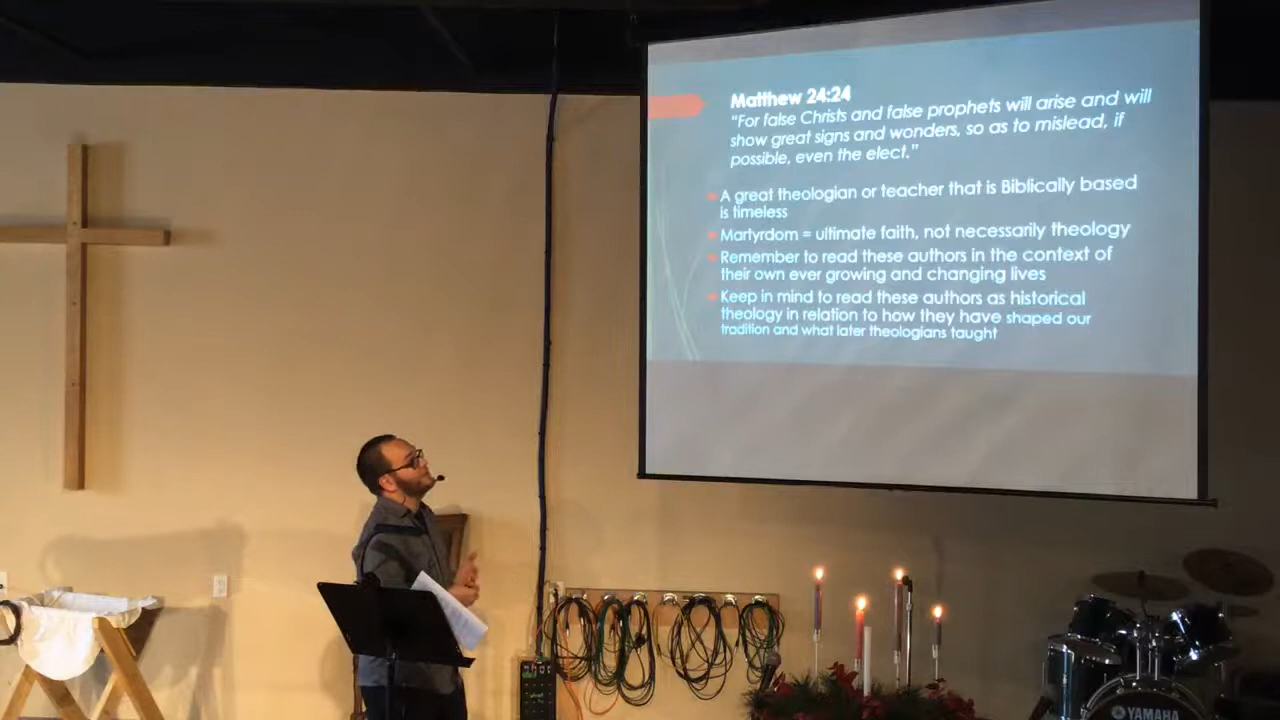 Matthew 24:24
“For false Christs and false prophets will arise and will
show great signs and wonders, so as to mislead, if
possible, even the elect.”
A great theologian or teacher that is Biblically based
is timeless
Martyrdom = ultimate faith, not necessarily theology
Remember to read these authors in the context of
their own ever growing and changing lives
Keep in mind to read these authors as historical
theology in relation to how they have shaped our
tradition and what later theologians taught
YAMAHA